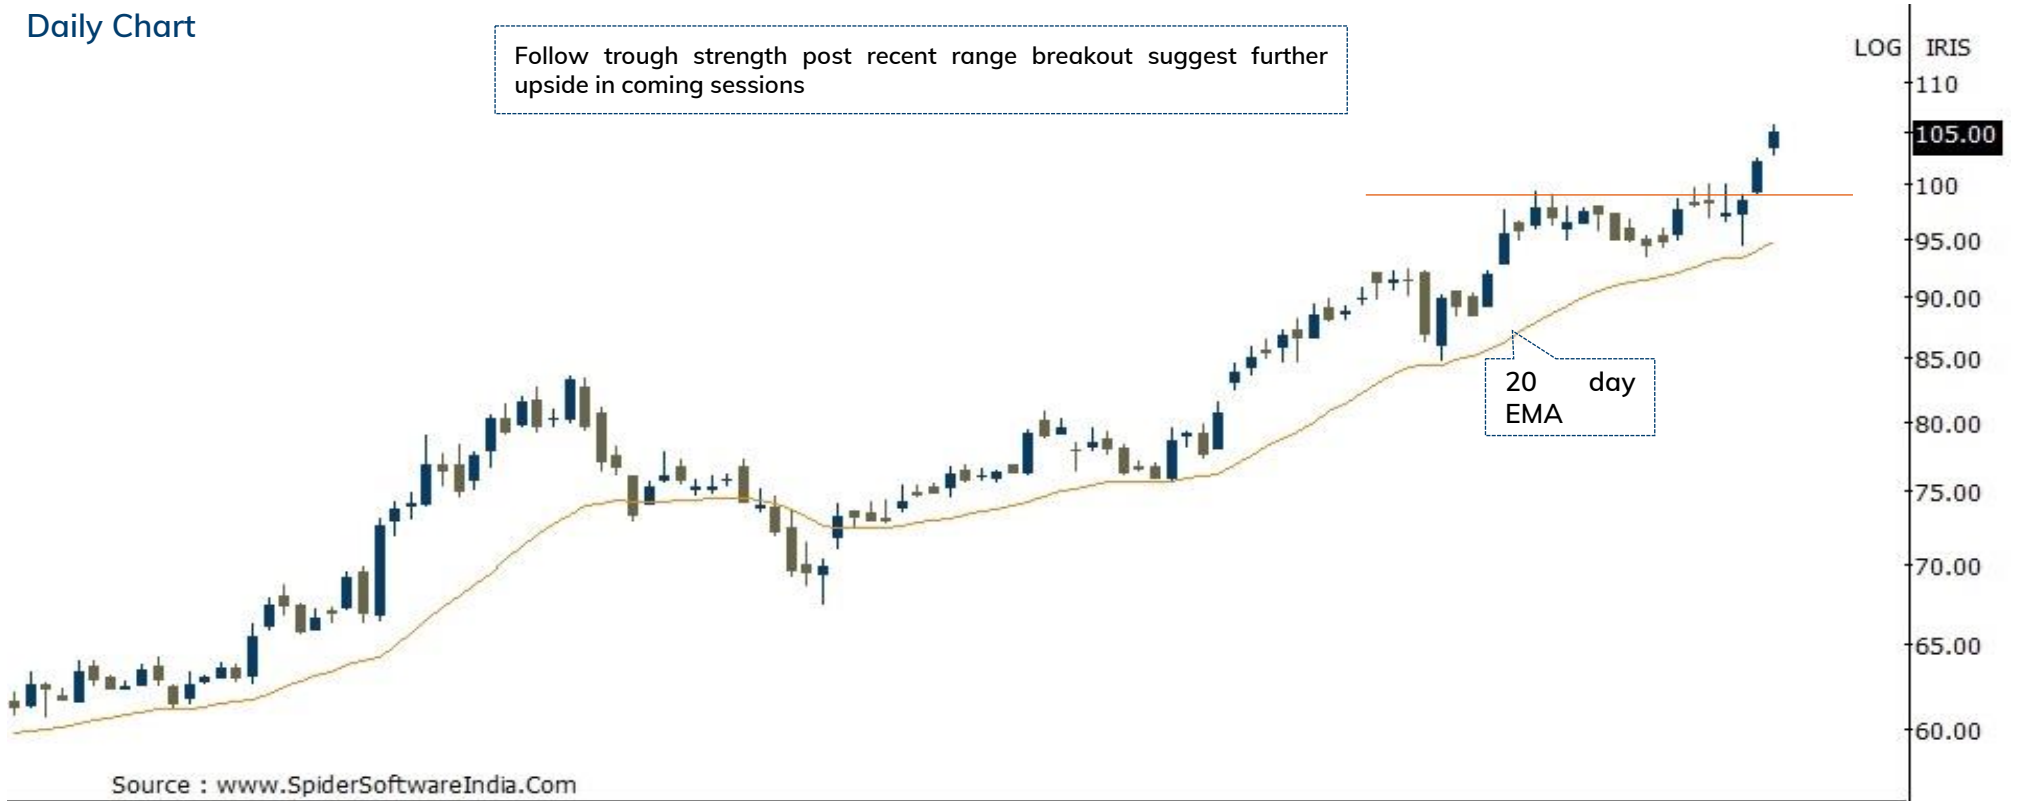 Daily Chart
Follow trough strength post recent range breakout suggest further
upside in coming sessions
LOG IRIS
110
105.00
100
95.00
90.00
85.00
20 day
EMA
80.00
75.00
70.00
65.00
60.00
Source : www.SpiderSoftwareIndia.Com